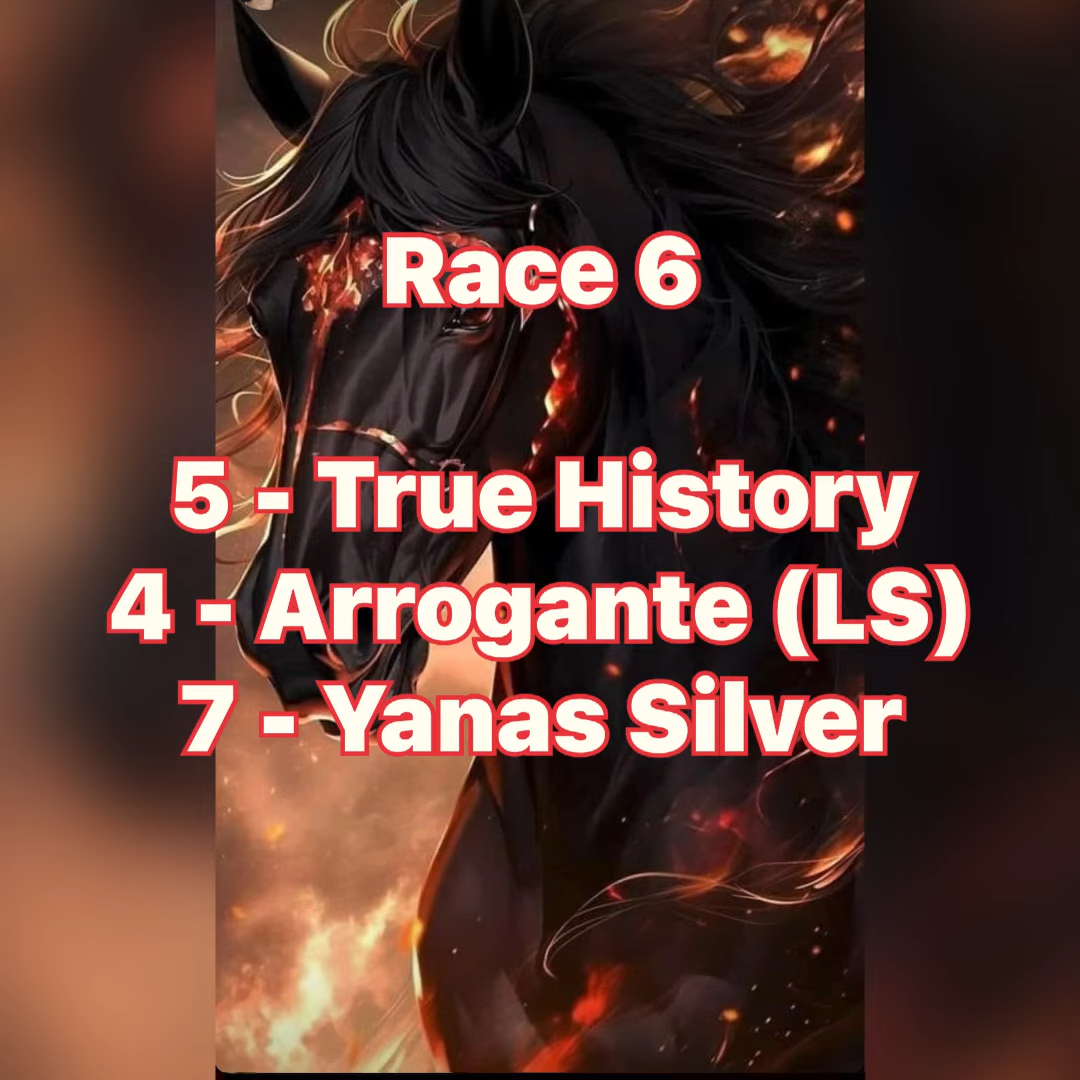 Race 6
5 - True History
4 - Arrogante (LS)
7 - Yanas Silver